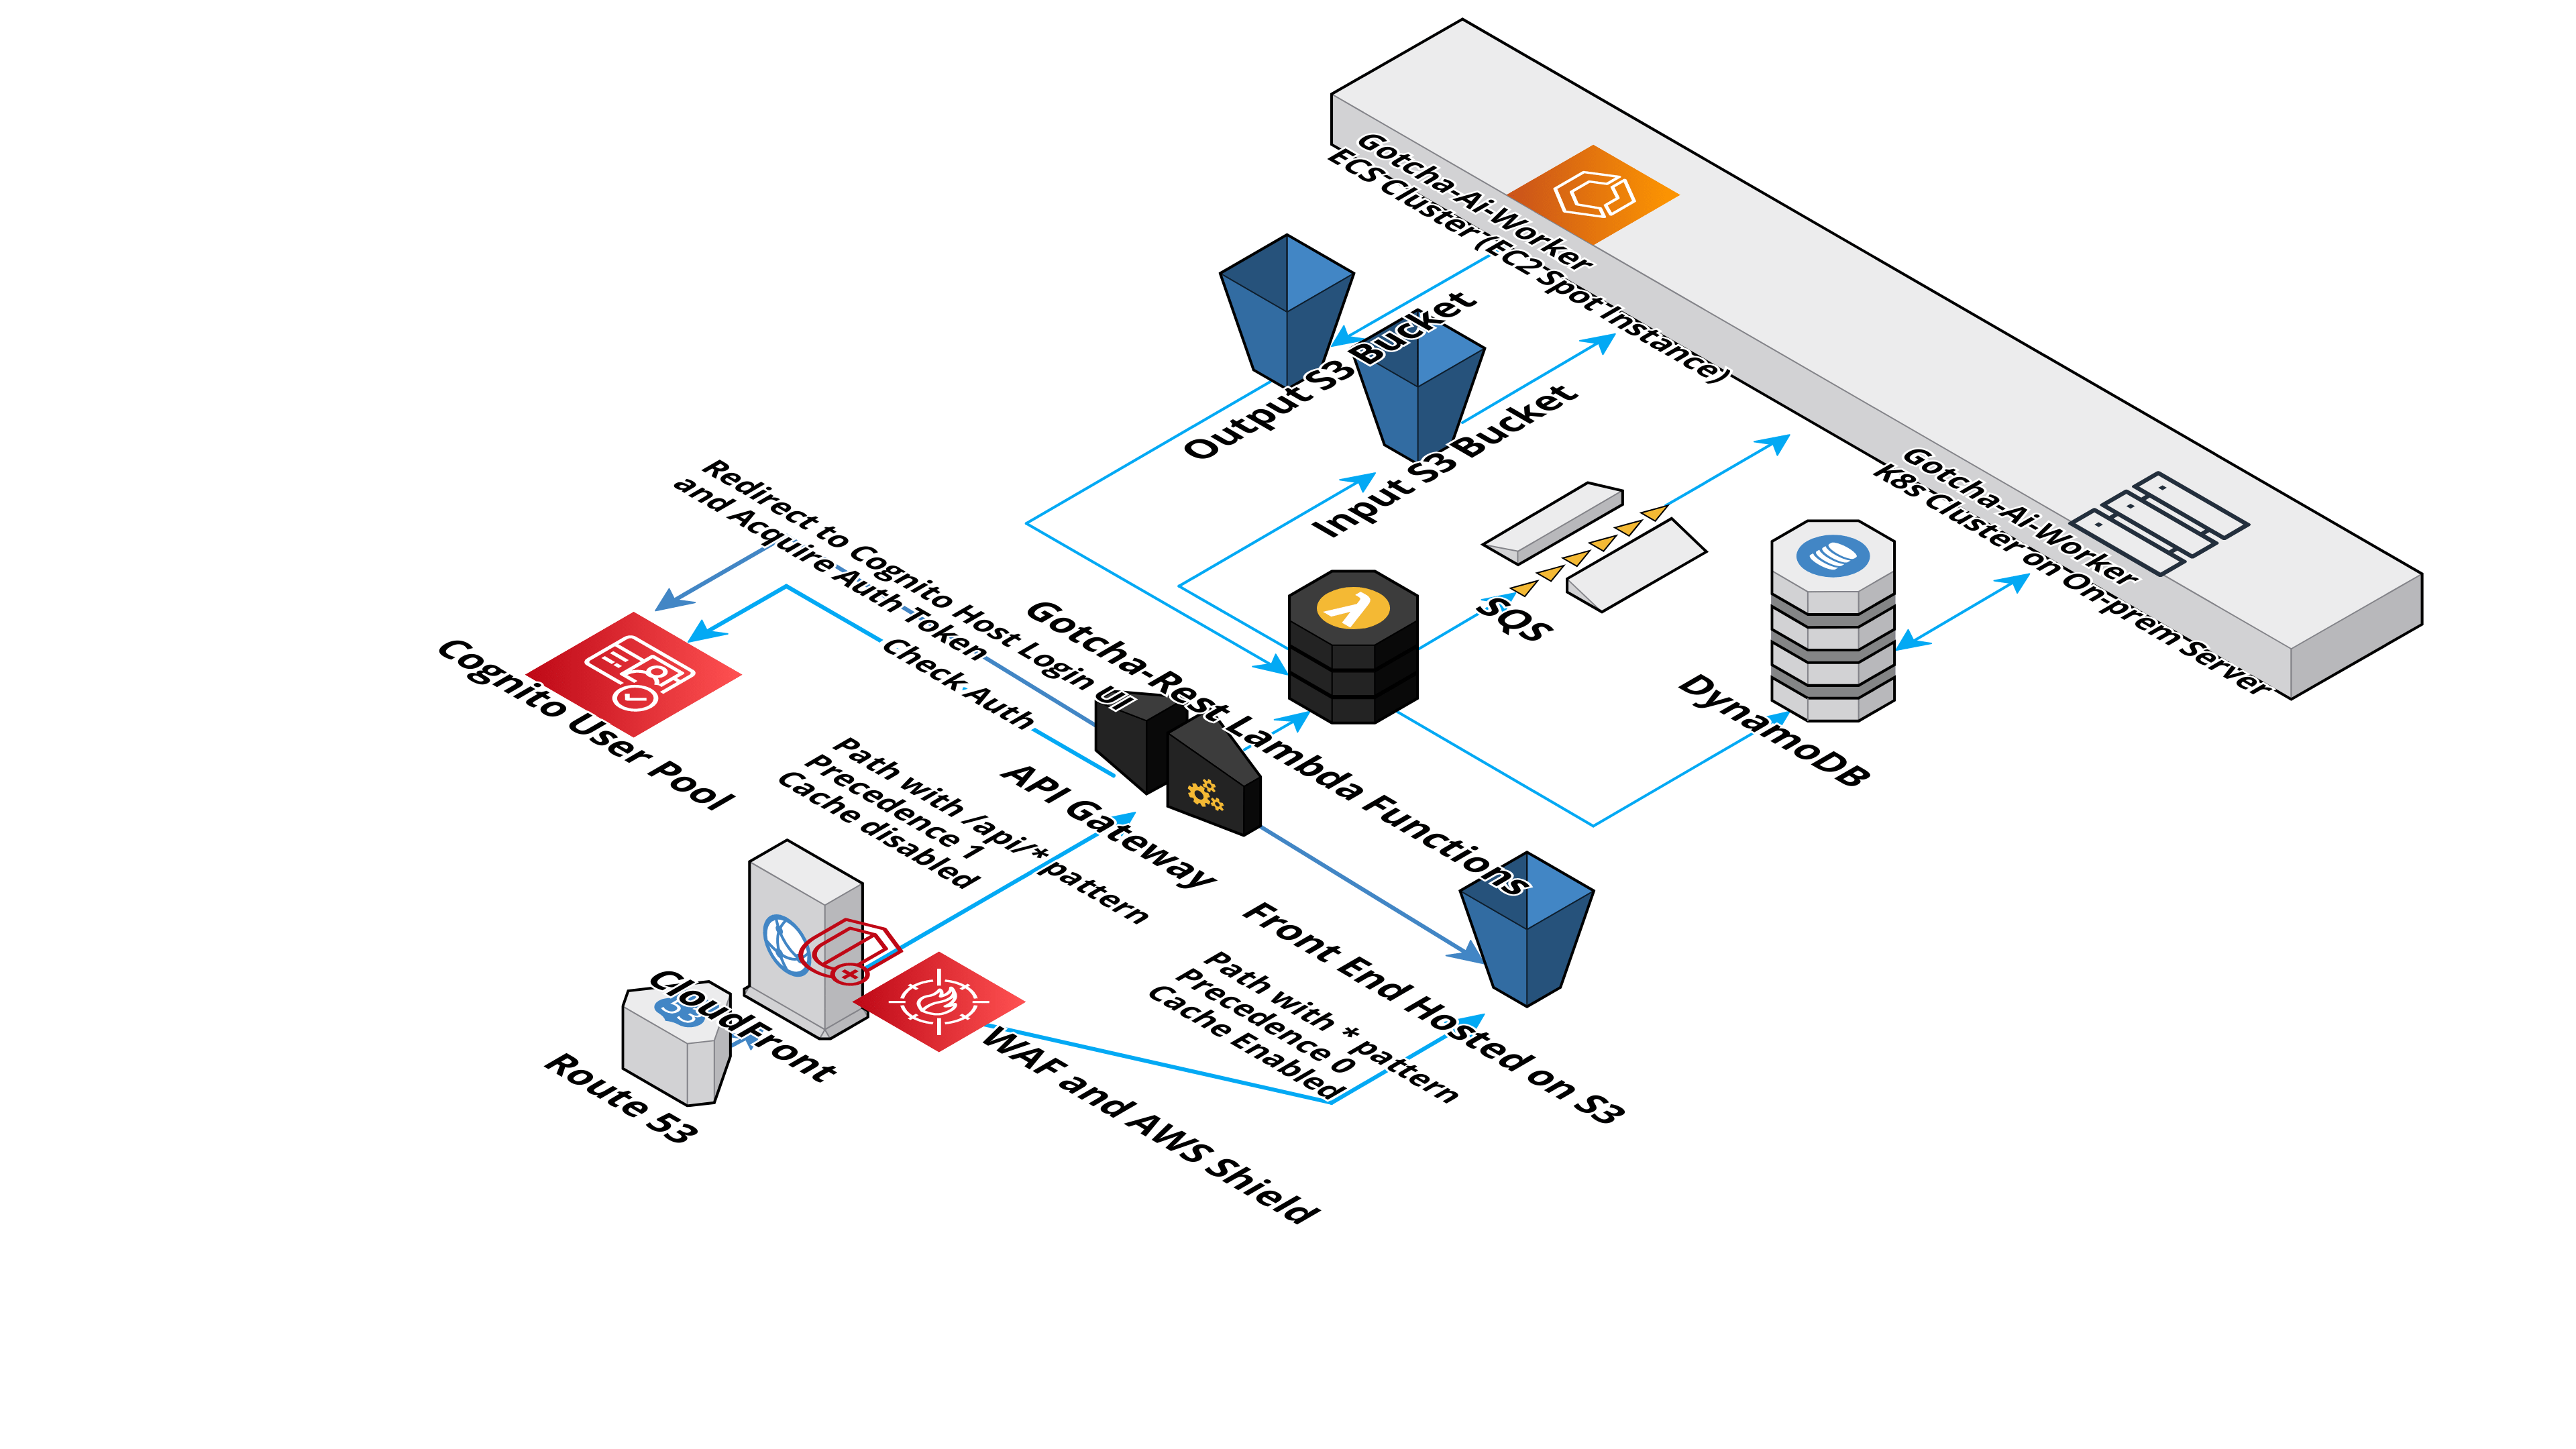 Gotcha-Ai-Worker
ECS Cluster (EC2 Spot Instance)
Output S3 Bucket
Input S3 Bucket
Gotcha-Ai-Worker
K8s Cluster on On-prem Server
Redirect to Cognito Host Login UI
and Acquire Auth Token
Check Auth
Gotcha-Rest Lambda Functions
SQS
DynamoDB
Cognito User Pool
Path with /api/* pattern
Precedence 1
Cache disabled
API Gateway
Front End Hosted on S3
Path with * pattern
Precedence 0
Cache Enabled
53
CloudFront
Route 53
WAF and AWS Shield